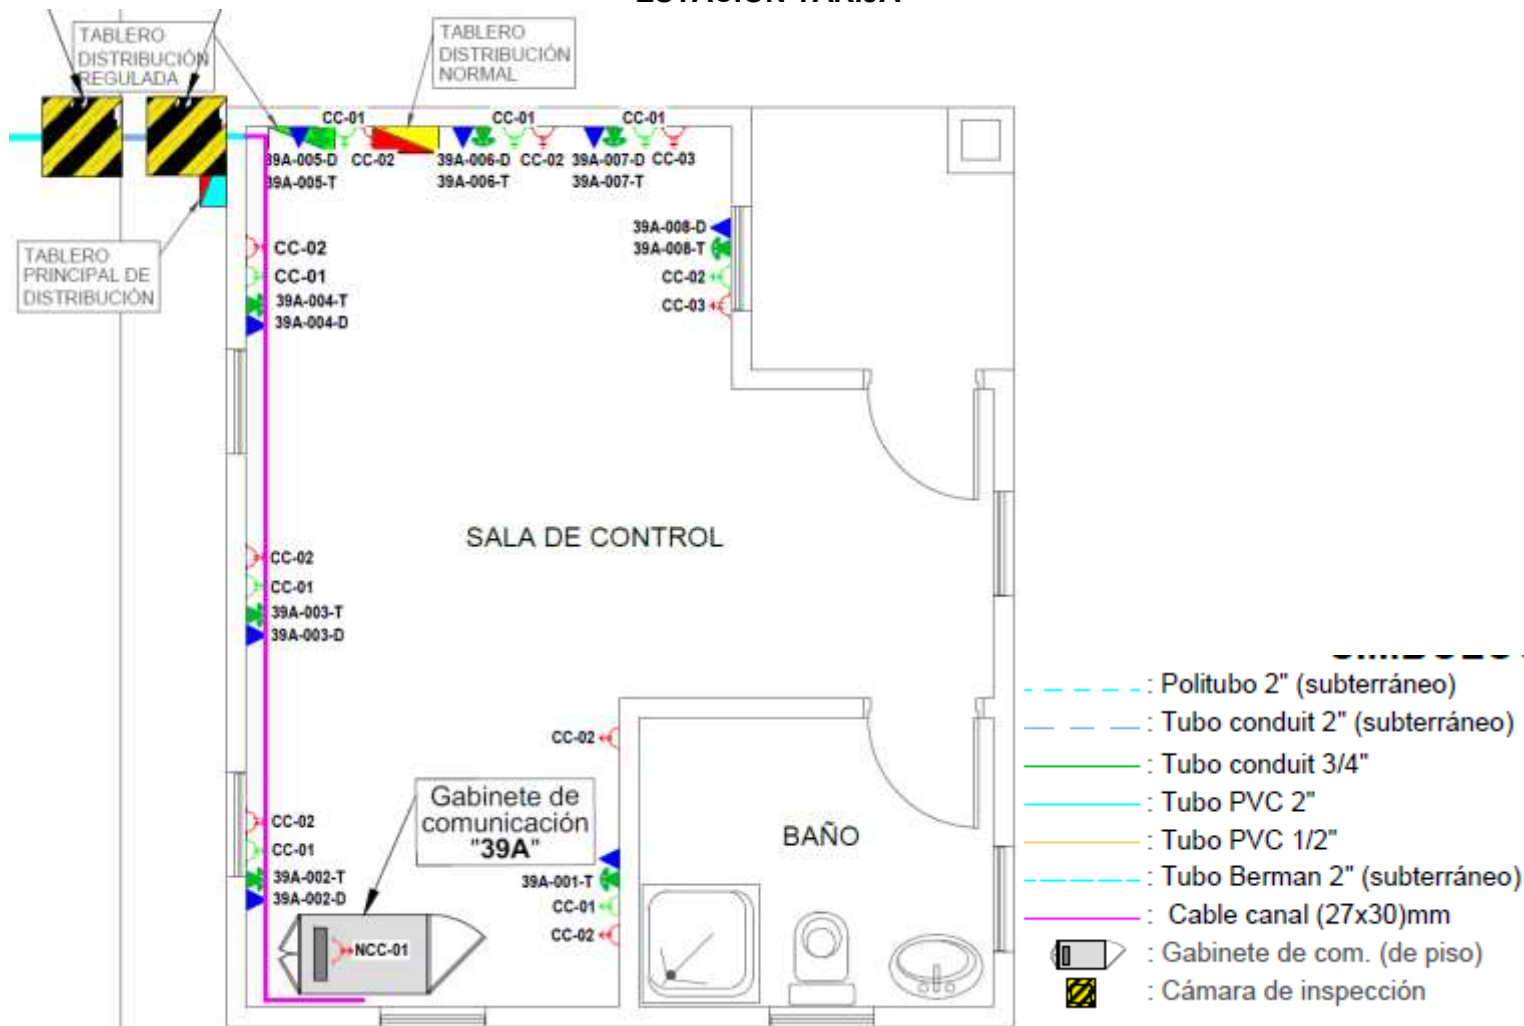 TABLERO
DISTRIBUCIÓN
REGULADA
TABLERO
DISTRIBUCIÓN
NORMAL
CC-01
CC-01
CC-01
39A-005-D
CC-02
39A-006-D
CC-02
39A-007-D
CC-03
39A-005-T
39A-006-T
39A-007-T
TABLERO
PRINCIPAL DE
DISTRIBUCIÓN
CC-02
CC-01
39A-004-T
39A-004-D
39A-008-D
39A-008-T
CC-02
CC-03
SALA DE CONTROL
CC-02
CC-01
39A-003-T
39A-003-D
CC-02
Gabinete de
comunicación
"39A"
BAÑO
CC-02
CC-01
39A-002-T
39A-002-D
39A-001-T
CC-01
CC-02
NCC-01
: Politubo 2" (subterráneo)
: Tubo conduit 2" (subterráneo)
: Tubo conduit 3/4"
: Tubo PVC 2"
: Tubo PVC 1/2"
: Tubo Berman 2" (subterráneo)
: Cable canal (27x30)mm
: Gabinete de com. (de piso)
: Cámara de inspección